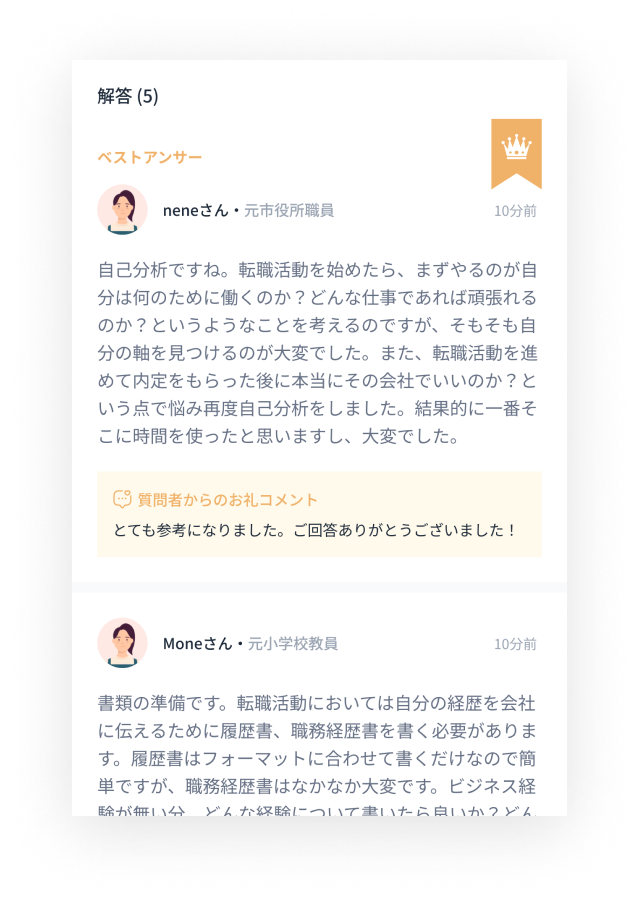 解答 (5)
ベストアンサー
neneさん・元市役所職員
10分前
自己分析ですね。転職活動を始めたら、まずやるのが自
分は何のために働くのか？どんな仕事であれば頑張れる
のか？というようなことを考えるのですが、そもそも自
分の軸を見つけるのが大変でした。また、転職活動を進
めて内定をもらった後に本当にその会社でいいのか？と
いう点で悩み再度自己分析をしました。結果的に一番そ
こに時間を使ったと思いますし、大変でした。
質問者からのお礼コメント
とても参考になりました。ご回答ありがとうございました！
Moneさん・元小学校教員
10分前
書類の準備です。転職活動においては自分の経歴を会社
に伝えるために履歴書、職務経歴書を書く必要がありま
す。履歴書はフォーマットに合わせて書くだけなので簡
単ですが、職務経歴書はなかなか大変です。ビジネス経
験が無い分、どんな経験について書いたら良いか？どん